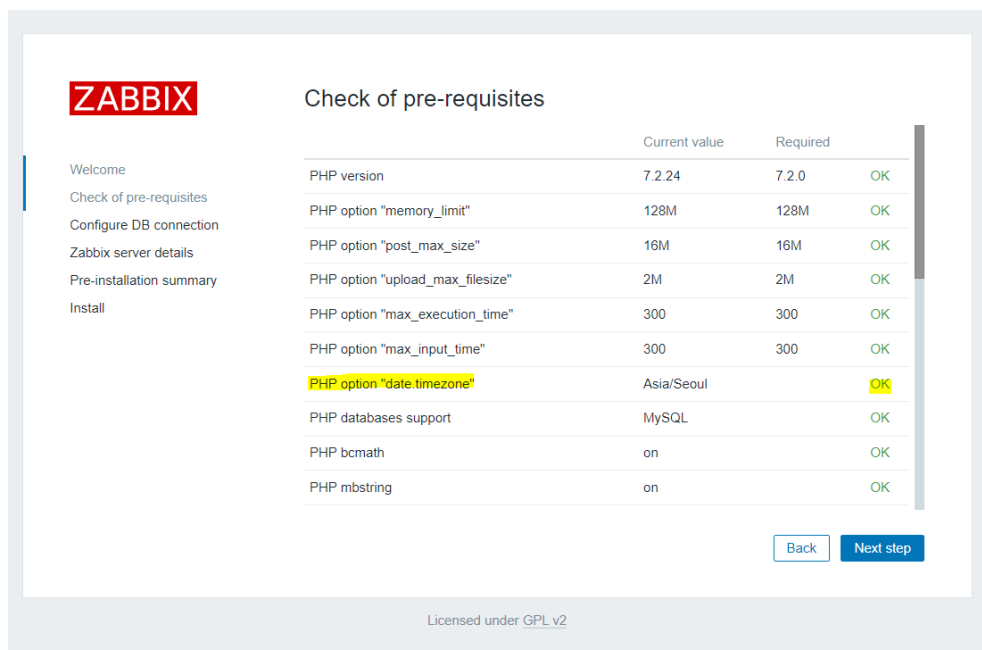 ZABBIX
Welcome
Check of pre-requisites
Configure DB connection
Zabbix server details
Pre-installation summary
Install
Check of pre-requisites
Current value Required
PHP version 7.2.24 7.2.0 OK
PHP option "memory_limit" 128M 128M OK
PHP option "post_max_size" 16M 16M OK
PHP option "upload_max_filesize" 2M 2M OK
PHP option "max_execution_time" 300 300 OK
PHP option "max_input_time" 300 300 OK
PHP option "date.timezone" Asia/Seoul OK
PHP databases support MySQL OK
PHP bcmath on OK
PHP mbstring on OK
Back Next step
Licensed under GPL v2